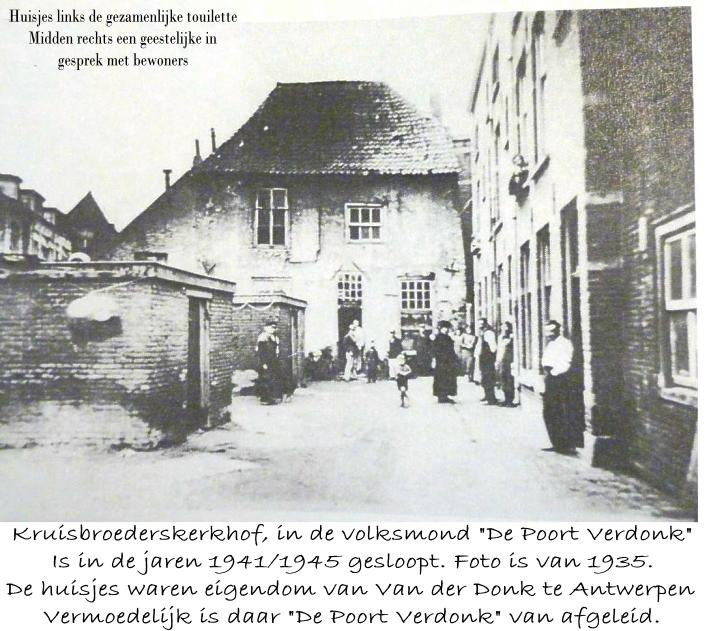 Huisjes links de gezamenlijke touilette
Midden rechts een geestelijke in
gesprek met bewoners
Kruisbroederskerkhof, in de volksmond "De Poort Verdonk"
Is in de jaren 1941/1945 gesloopt. Foto is van 1935.
De huisjes waren eigendom van Van der Donk te Antwerpen
Vermoedelijk is daar "De Poort Verdonk" van afgeleid.